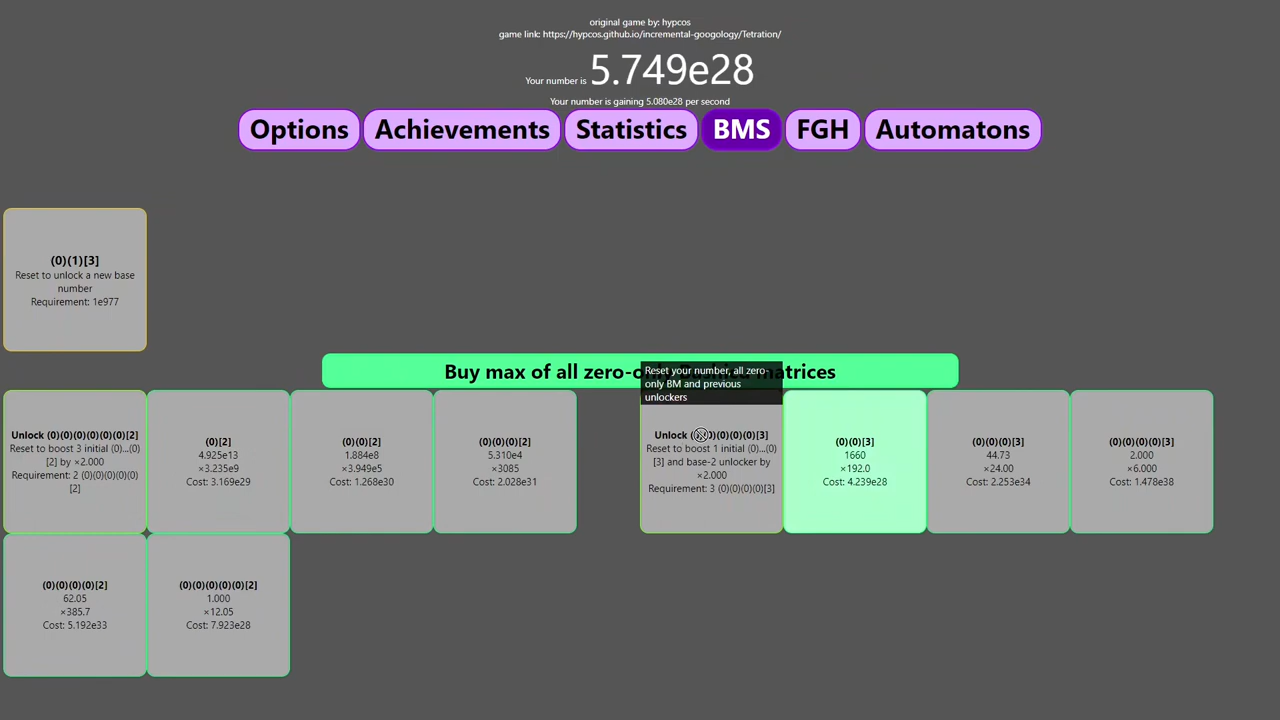 original game by: hypcos
game link: https://hypcos.github.io/incremental-googology/Tetration/
Your number is 5.749e28
Your number is gaining 5.080e28 per second
Options Achievements Statistics BMS FGH Automatons
(0)(1)[3]
Reset to unlock a new base
number
Requirement: 1e977
Buy max of all zero-only matrices
Reset your number, all zero-
only BM and previous
unlockers
Unlock (0)(0)(0)(0)(0)(0)[2]
Reset to boost 3 initial (0)...(0)
[2] by ×2.000
Requirement: 2 (0)(0)(0)(0)(0)
[2]
(0)[2]
4.925e13
×3.235e9
Cost: 3.169e29
(0)(0)[2]
1.884e8
×3.949e5
Cost: 1.268e30
(0)(0)(0)[2]
5.310e4
×3085
Cost: 2.028e31
Unlock (0)(0)(0)(0)[3]
Reset to boost 1 initial (0)...(0)
[3] and base-2 unlocker by
×2.000
Requirement: 3 (0)(0)(0)(0)[3]
(0)(0)[3]
1660
×192.0
Cost: 4.239e28
(0)(0)(0)[3]
44.73
×24.00
Cost: 2.253e34
(0)(0)(0)(0)[3]
2.000
×6.000
Cost: 1.478e38
(0)(0)(0)(0)[2]
62.05
×385.7
Cost: 5.192e33
(0)(0)(0)(0)(0)[2]
1.000
×12.05
Cost: 7.923e28